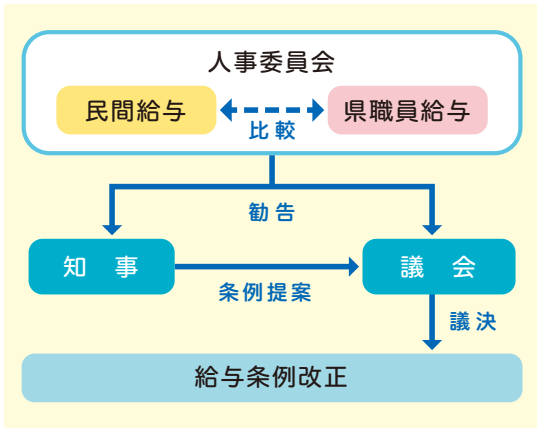 人事委員会
民間給与
県職員給与
比較
勧告
知　事
議　会
条例提案
議決
給与条例改正